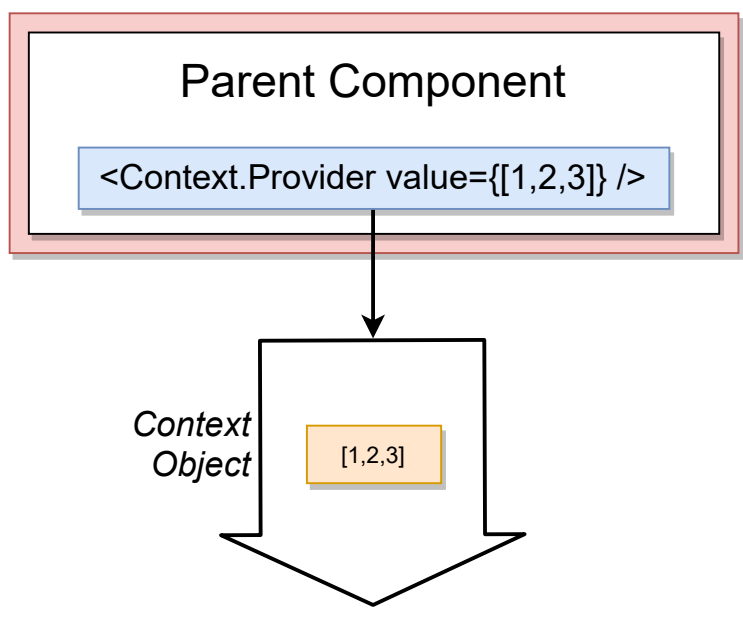 Parent Component
<Context.Provider value={[1,2,3]} />
Context
Object
[1,2,3]